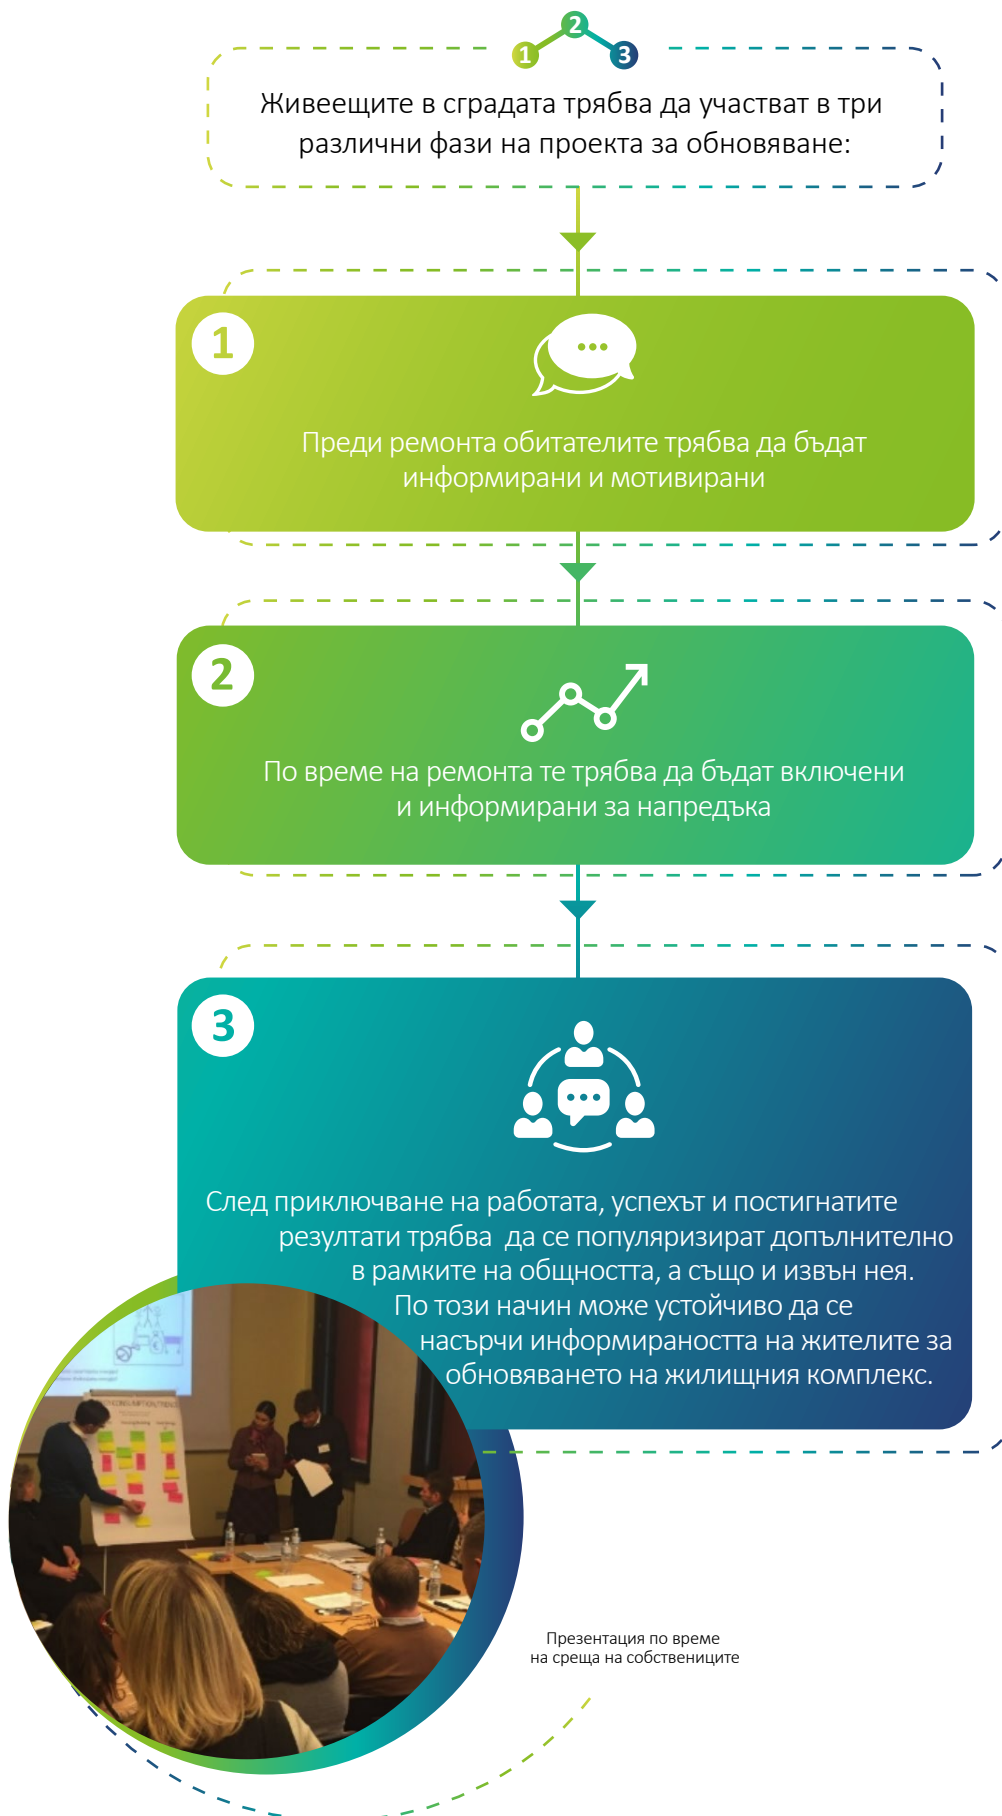 1
2
3
Живеещите в сградата трябва да участват в три
различни фази на проекта за обновяване:
1
Преди ремонта обитателите трябва да бъдат
информирани и мотивирани
2
По време на ремонта те трябва да бъдат включени
и информирани за напредъка
3
След приключване на работата, успехът и постигнатите
резултати трябва да се популяризират допълнително
в рамките на общността, а също и извън нея.
По този начин може устойчиво да се
насърчи информираността на жителите за
обновяването на жилищния комплекс.
Презентация по време
на среща на собствениците